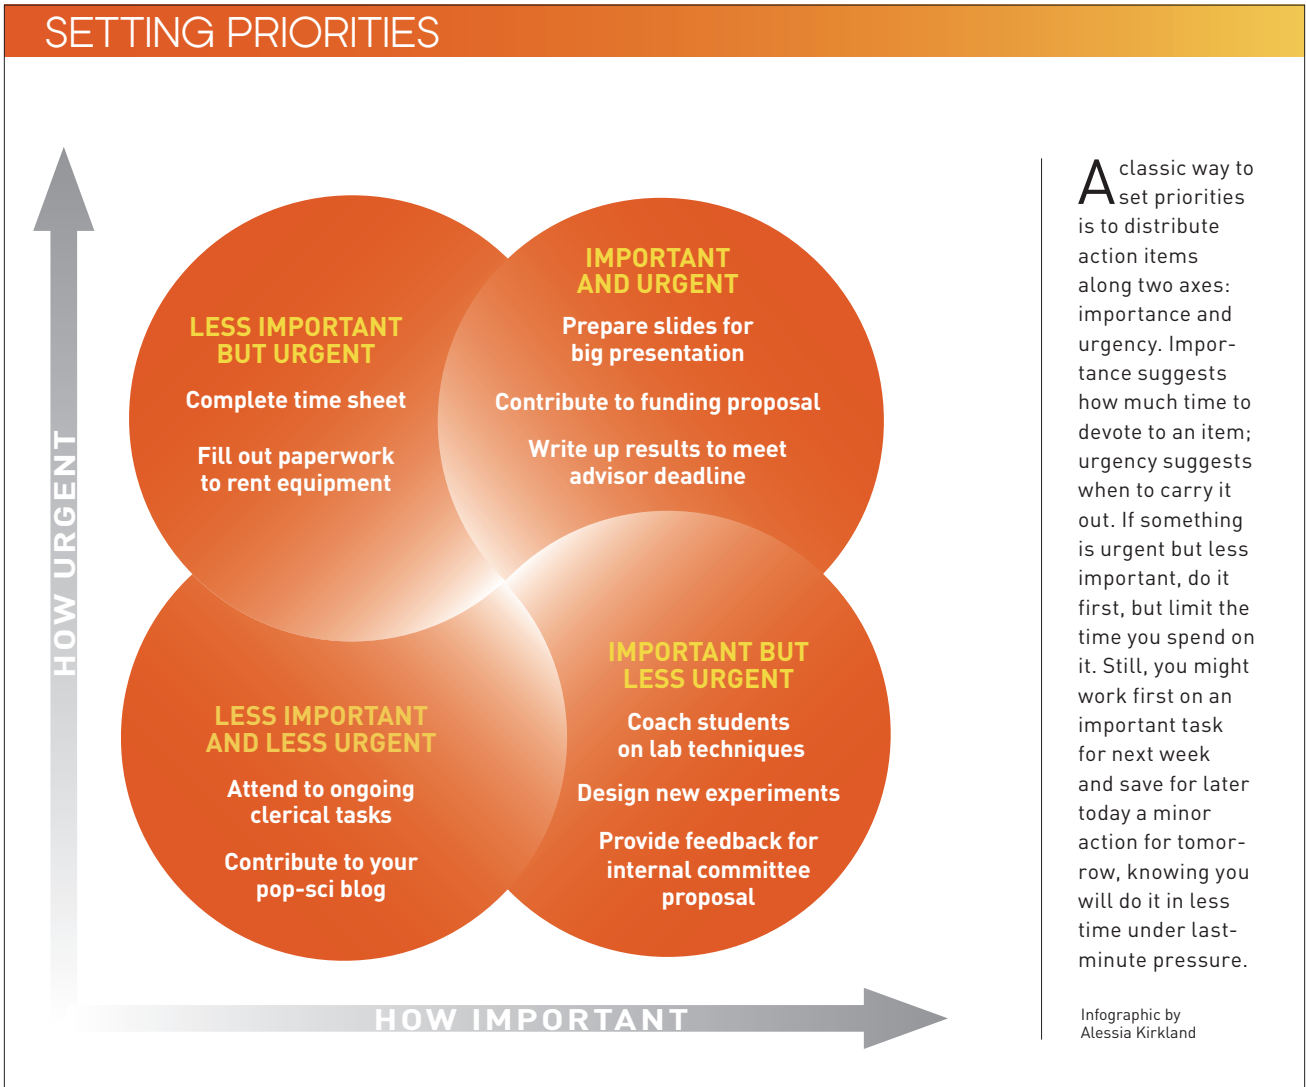 SETTING PRIORITIES
HOW URGENT
LESS IMPORTANT
BUT URGENT
Complete time sheet
Fill out paperwork
to rent equipment
IMPORTANT
AND URGENT
Prepare slides for
big presentation
Contribute to funding proposal
Write up results to meet
advisor deadline
LESS IMPORTANT
AND LESS URGENT
Attend to ongoing
clerical tasks
Contribute to your
pop-sci blog
IMPORTANT BUT
LESS URGENT
Coach students
on lab techniques
Design new experiments
Provide feedback for
internal committee
proposal
HOW IMPORTANT
A classic way to
set priorities
is to distribute
action items
along two axes:
importance and
urgency. Impor-
tance suggests
how much time to
devote to an item;
urgency suggests
when to carry it
out. If something
is urgent but less
important, do it
first, but limit the
time you spend on
it. Still, you might
work first on an
important task
for next week
and save for later
today a minor
action for tomor-
row, knowing you
will do it in less
time under last-
minute pressure.
Infographic by
Alessia Kirkland